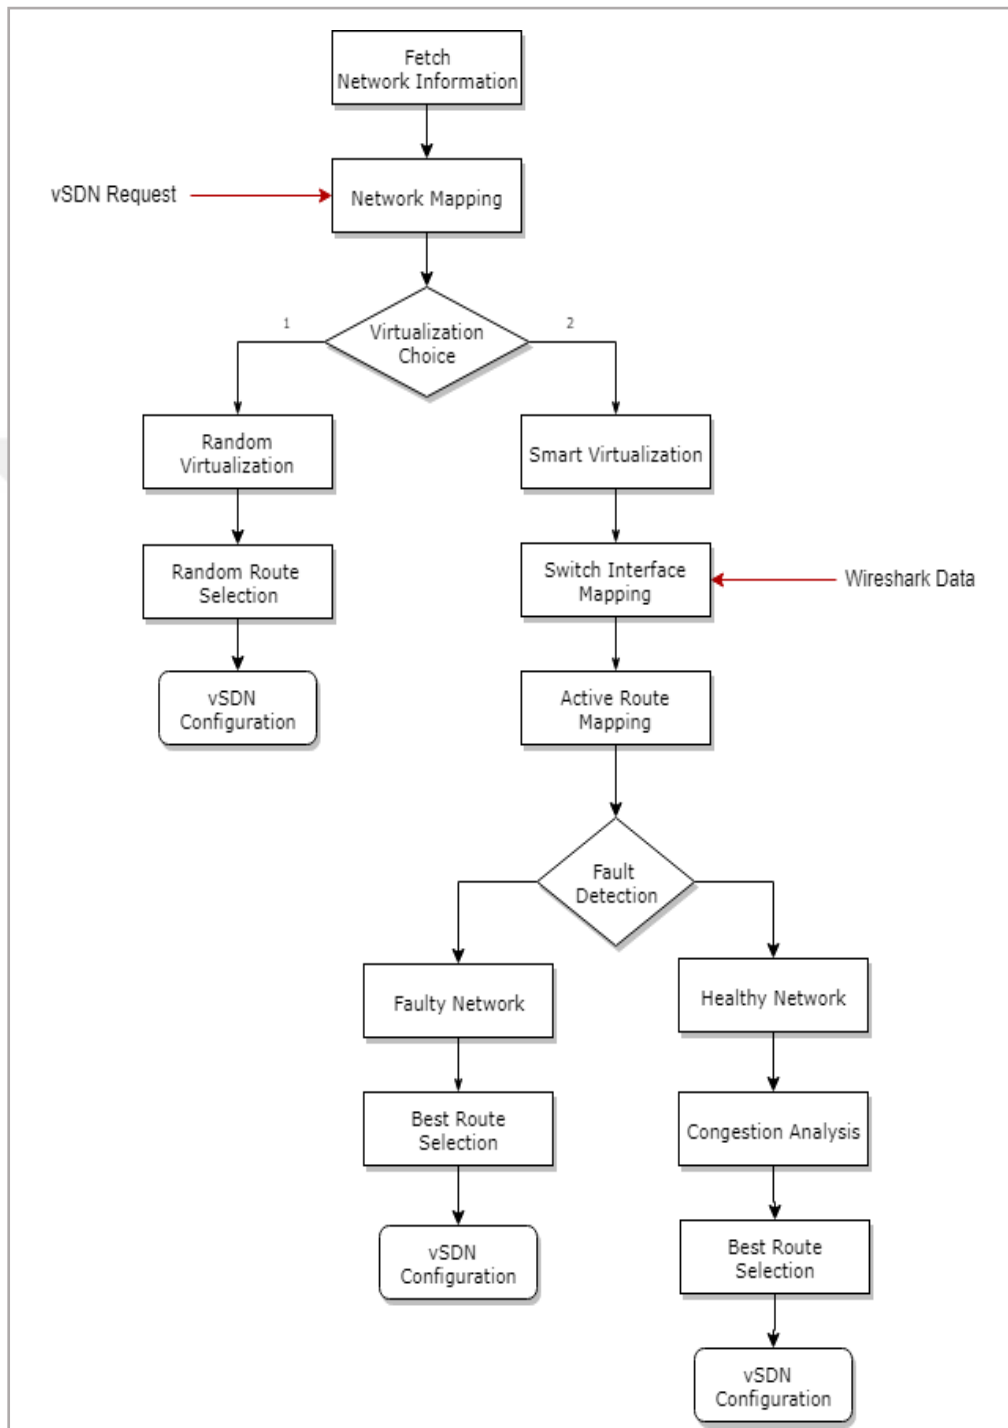 Fetch
Network Information
vSDN Request
Network Mapping
1
Virtualization
Choice
2
Random
Virtualization
Smart Virtualization
Random Route
Selection
Switch Interface
Mapping
Wireshark Data
vSDN
Configuration
Active Route
Mapping
Fault
Detection
Faulty Network
Healthy Network
Best Route
Selection
Congestion Analysis
vSDN
Configuration
Best Route
Selection
vSDN
Configuration